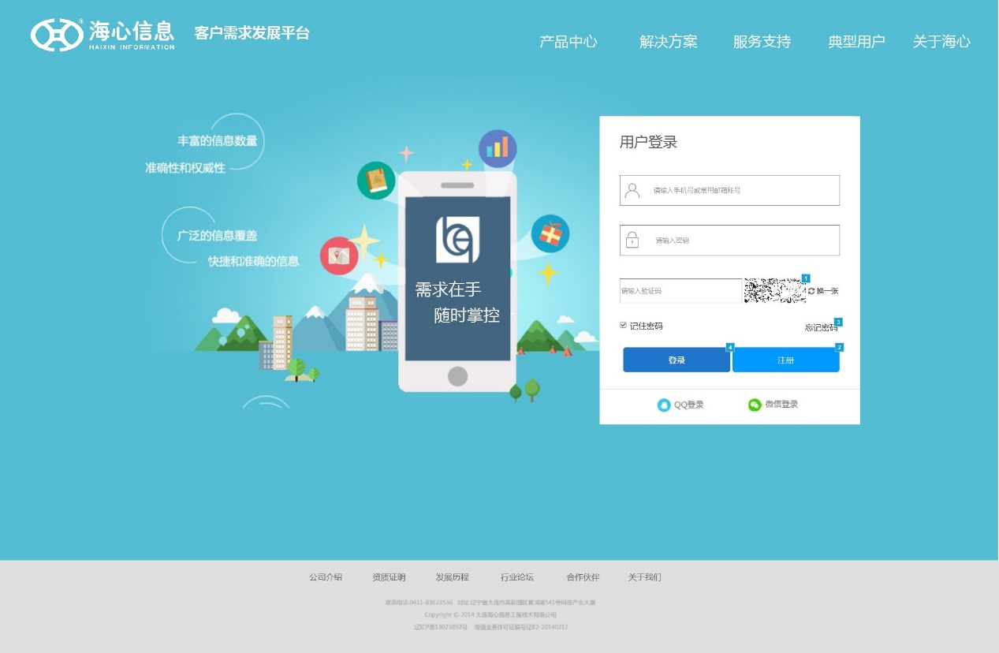 海心信息
HAIXIN INFORMATION
客户需求发展平台
产品中心 解决方案 服务支持 典型用户 关于海心
丰富的信息数量
准确性和权威性
广泛的信息覆盖
快捷和准确的信息
需求在手
随时掌控
用户登录
请输入手机号或常用邮箱账号
请输入密码
请输入验证码 1 换一张
记住密码 忘记密码 3
登录 4 注册 2
QQ登录 微信登录
公司介绍 资质证明 发展历程 行业论坛 合作伙伴 关于我们
联系电话:0411-83623536 地址:辽宁省大连市高新园区黄浦路541号网络产业大厦
Copyright © 2014 大连海心信息工程技术有限公司
辽ICP备13023892号 增值业务许可证编号辽B2-20140217